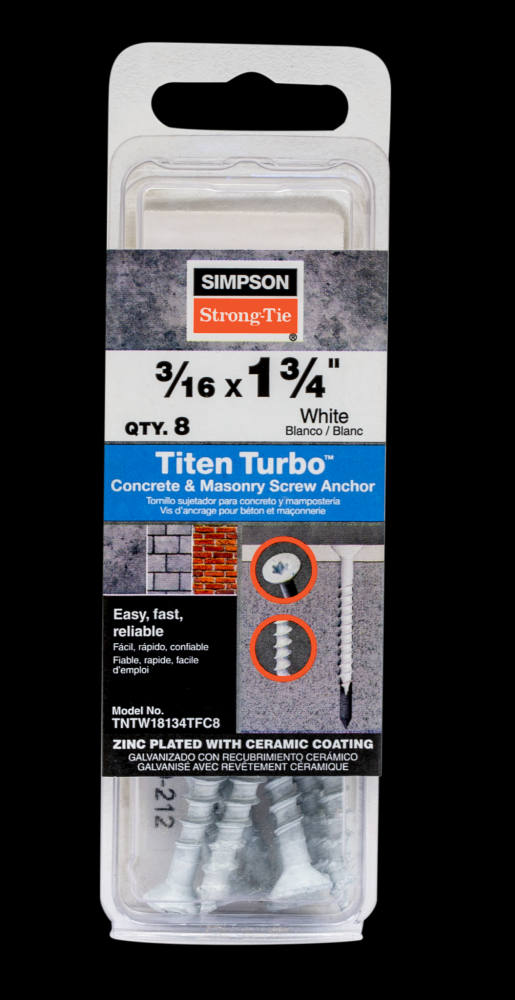 SIMPSON
Strong-Tie
®
3/16 x 1 3/4"
QTY. 8
White
Blanco / Blanc
Titen Turbo™
Concrete & Masonry Screw Anchor
Tornillo sujetador para concreto y mampostería
Vis d'ancrage pour béton et maçonnerie
Easy, fast,
reliable
Fácil, rápido, confiable
Fiable, rapide, facile
d'emploi
Model No.
TNTW18134TFC8
ZINC PLATED WITH CERAMIC COATING
GALVANIZADO CON RECUBRIMIENTO CERÁMICO
GALVANISÉ AVEC REVÊTEMENT CÉRAMIQUE
-212